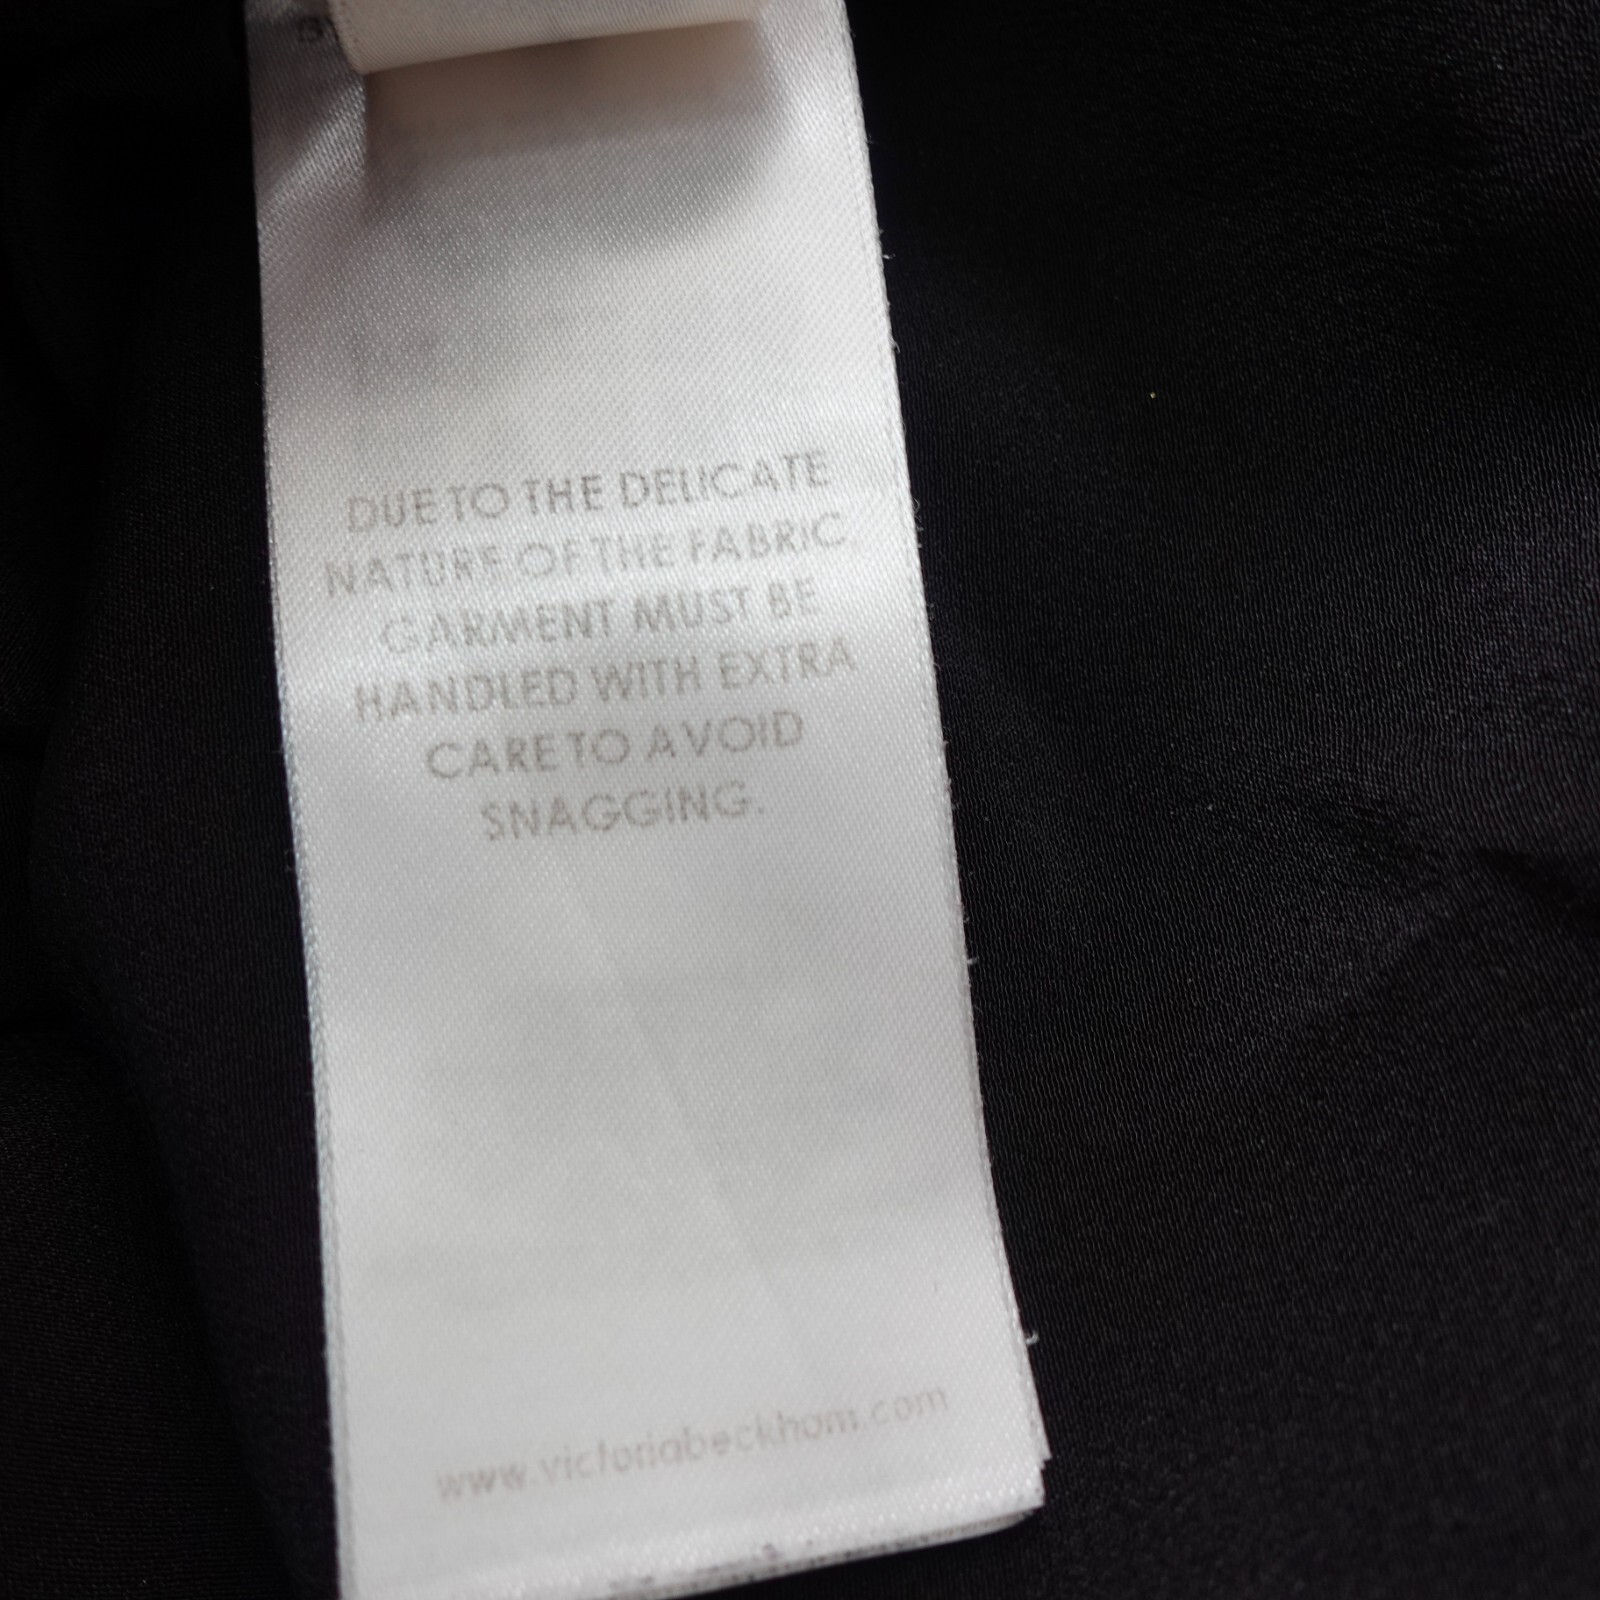 DUE TO THE DELICATE
NATURE OF THE FABRIC
GARMENT MUST BE
HANDLED WITH EXTRA
CARE TO AVOID
SNAGGING.
www.victoriabeckham.com